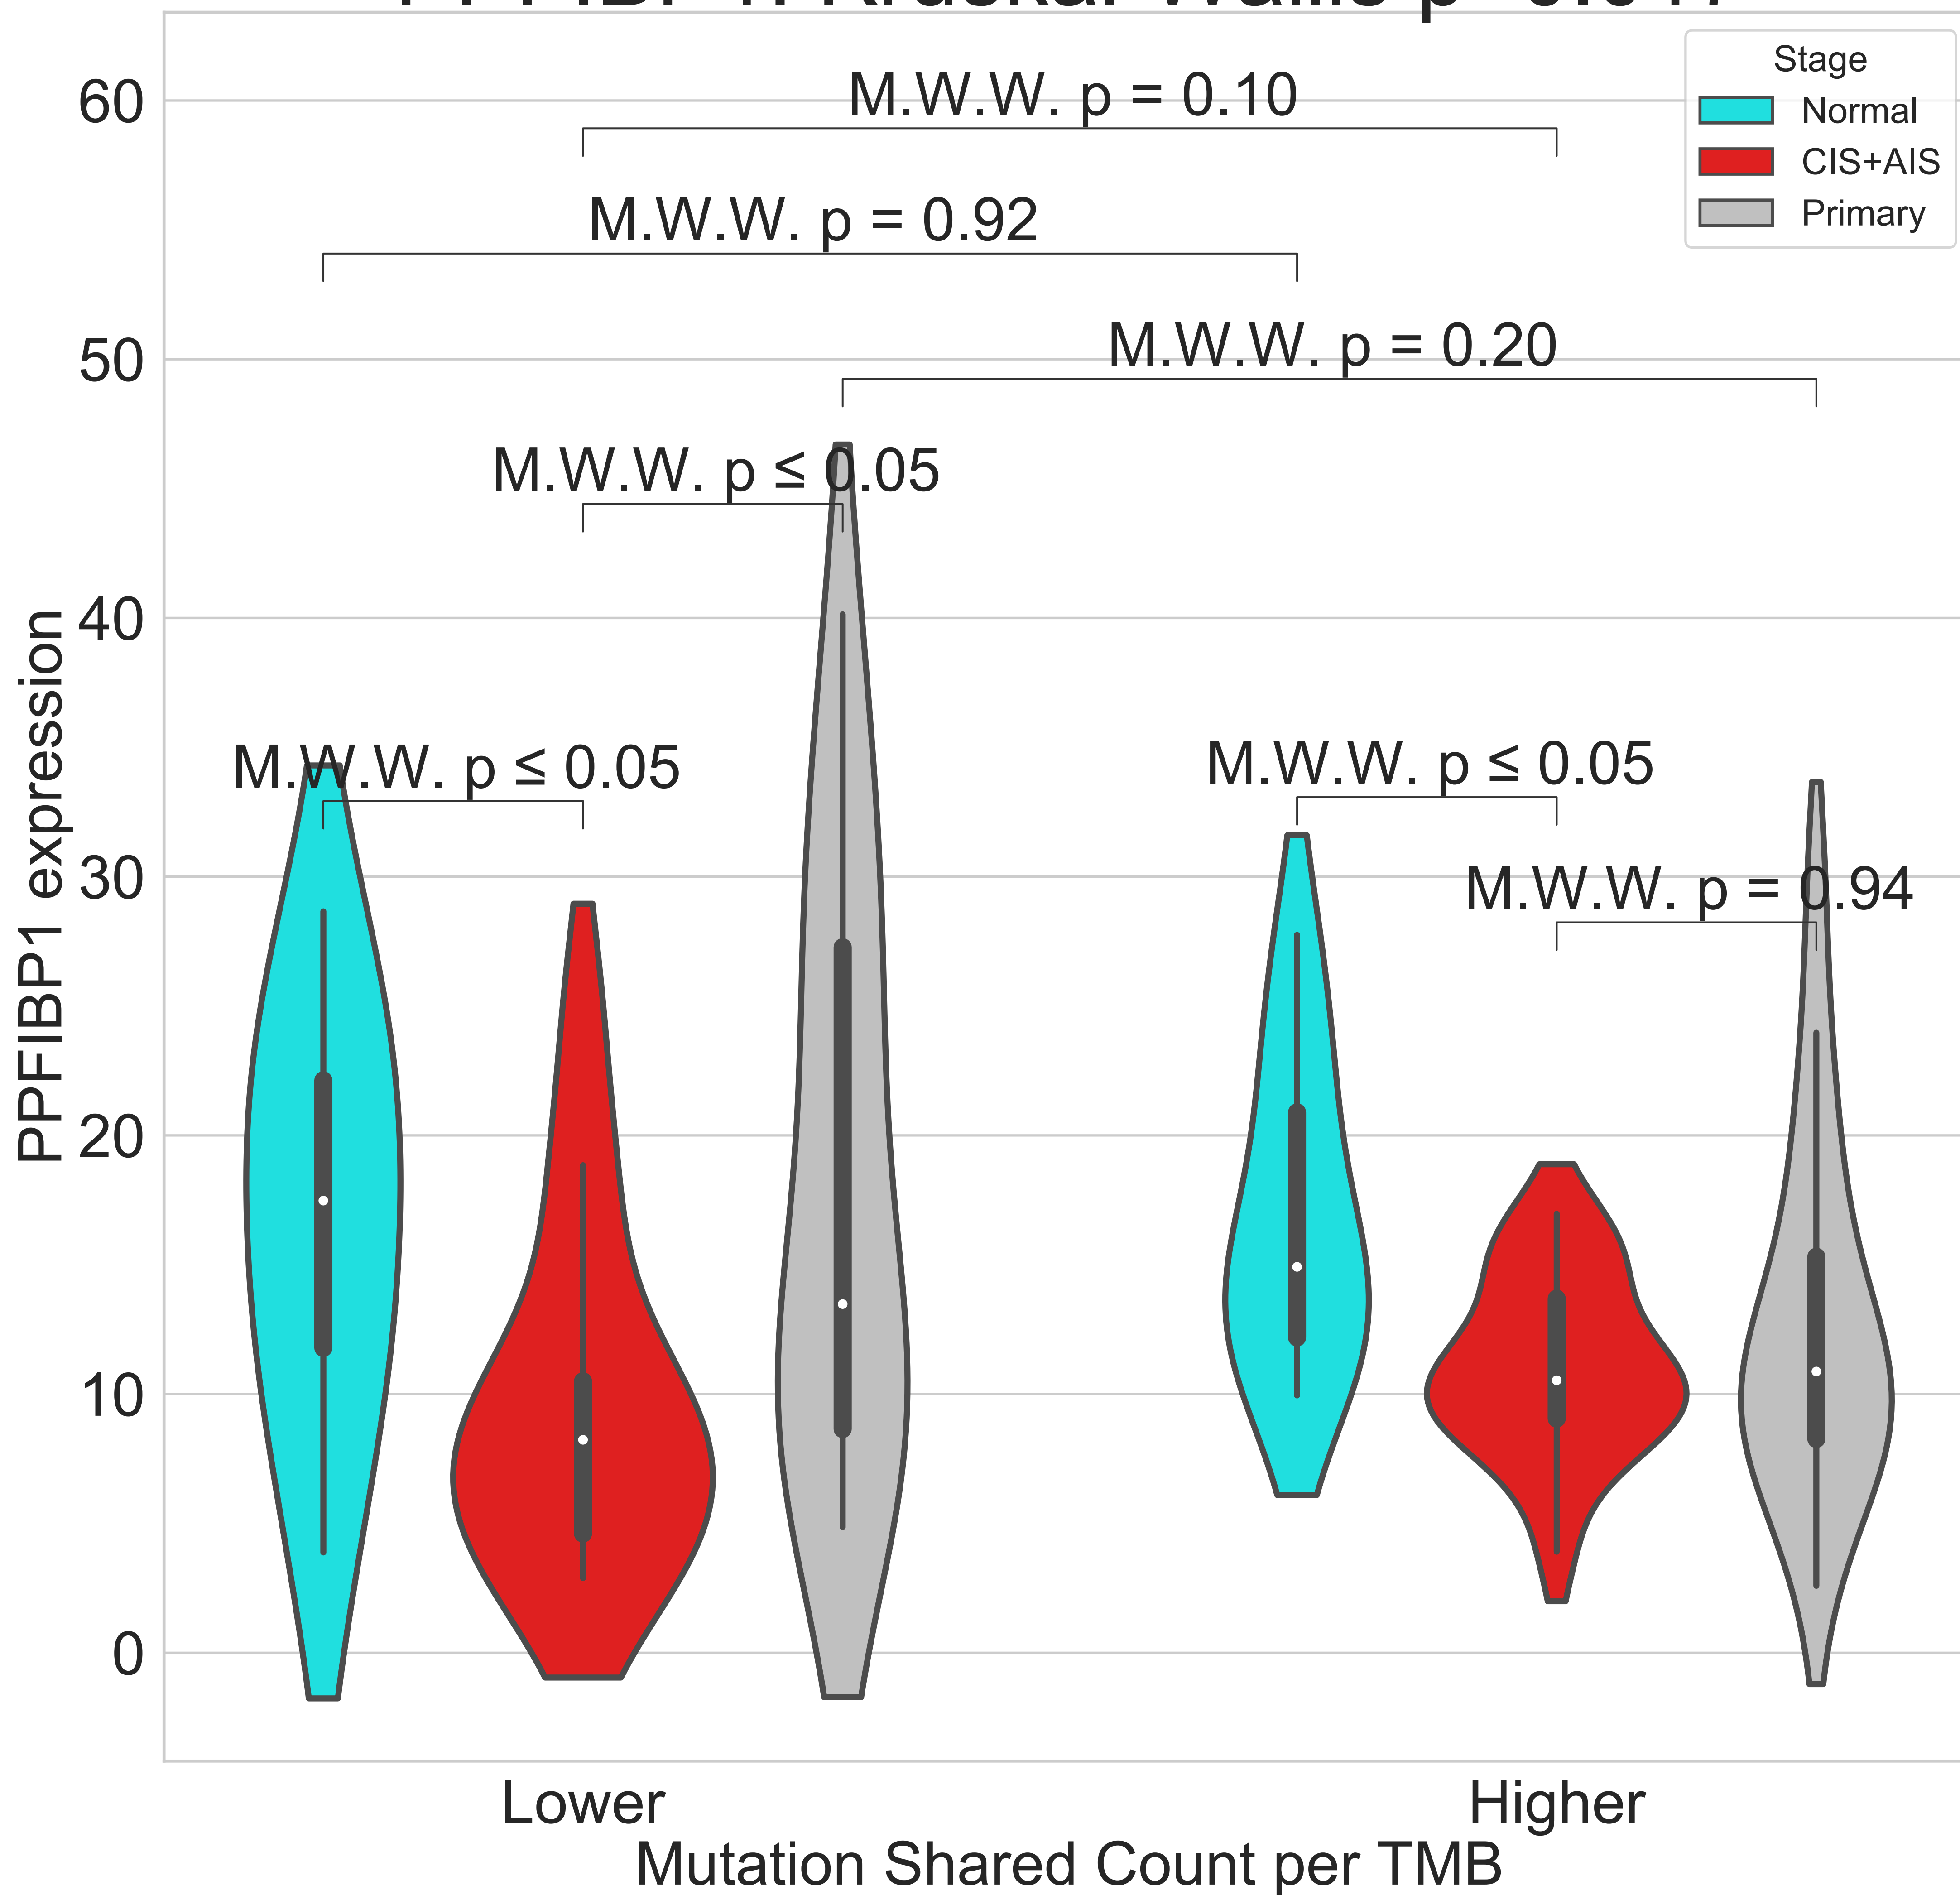 60
50
40
30
20
10
0
PPFIBP1 expression
M.W.W. p = 0.10
M.W.W. p = 0.92
M.W.W. p = 0.20
M.W.W. p ≤ 0.05
M.W.W. p ≤ 0.05
M.W.W. p ≤ 0.05
M.W.W. p = 0.94
Stage
Normal
CIS+AIS
Primary
Lower
Higher
Mutation Shared Count per TMB